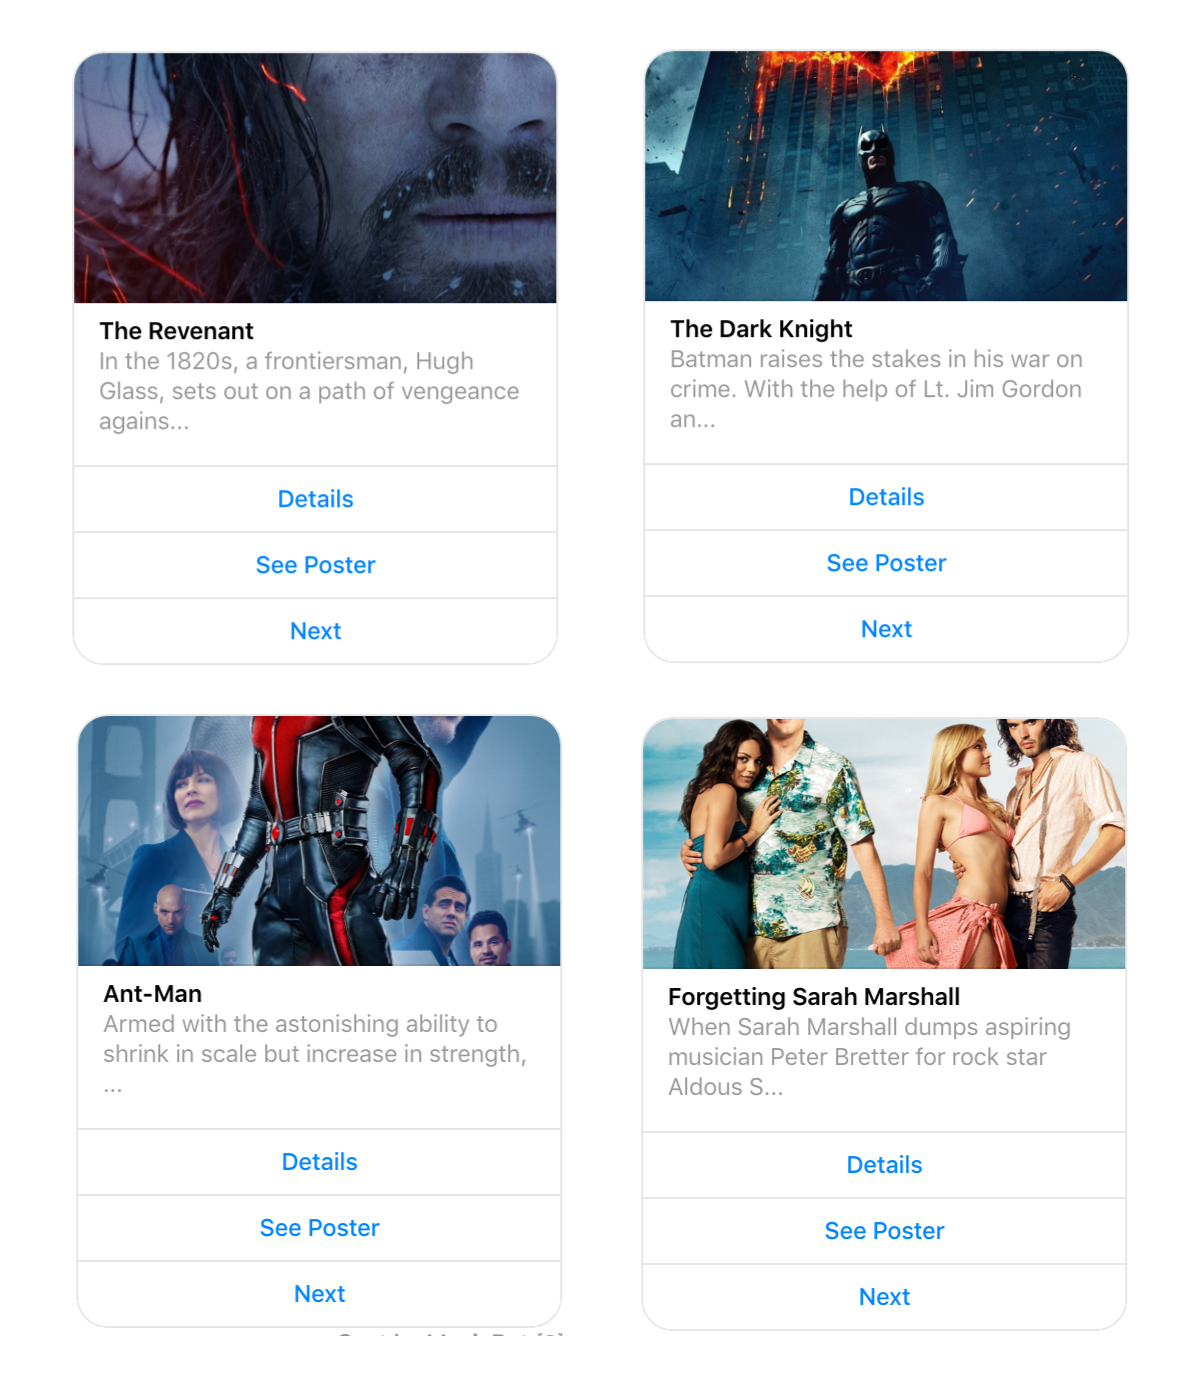 The Revenant
In the 1820s, a frontiersman, Hugh
Glass, sets out on a path of vengeance
agains...
Details
See Poster
Next
The Dark Knight
Batman raises the stakes in his war on
crime. With the help of Lt. Jim Gordon
an...
Details
See Poster
Next
Ant-Man
Armed with the astonishing ability to
shrink in scale but increase in strength,
...
Details
See Poster
Next
Forgetting Sarah Marshall
When Sarah Marshall dumps aspiring
musician Peter Bretter for rock star
Aldous S...
Details
See Poster
Next